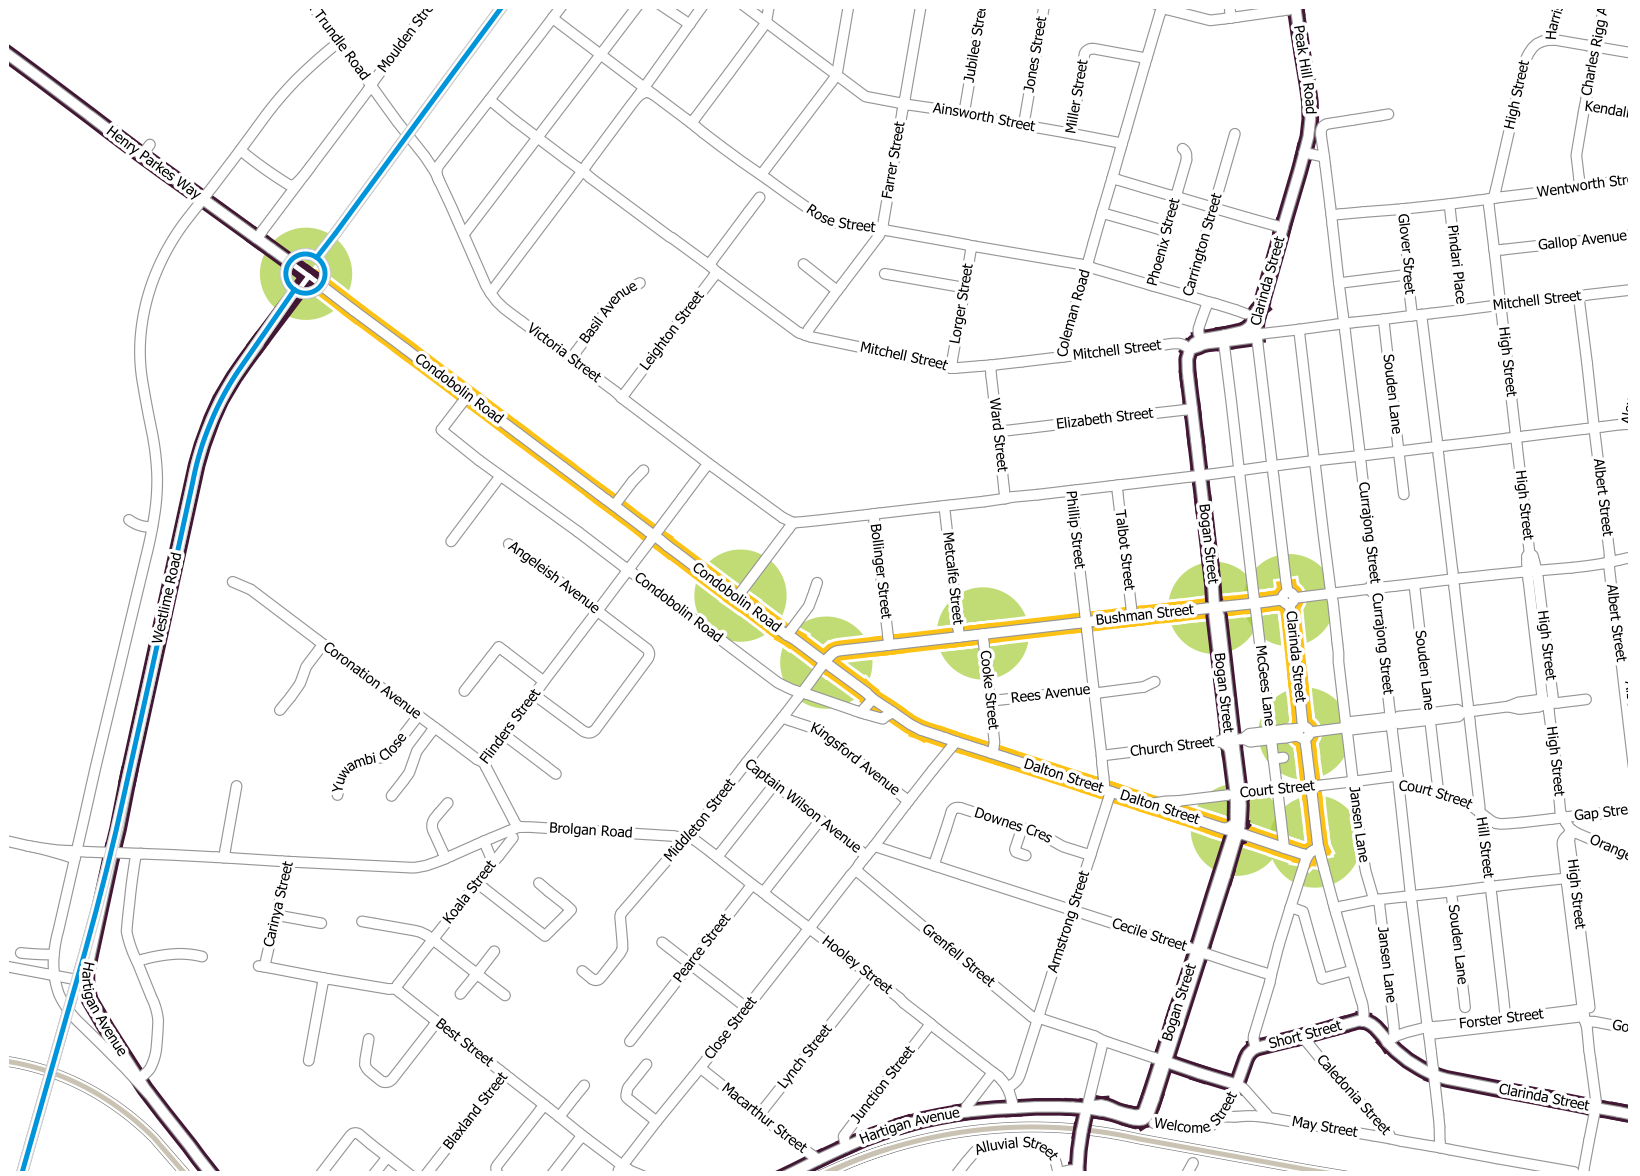 Trundle Road
Jubilee Street
Jones Street
Miller Street
Peak Hill Road
High Street
Ainsworth Street
Henry Parkes Way
Farrer Street
Wentworth
Rose Street
Phoenix Street
Carrington Street
Clarinda Street
Glover Street
Pindari Place
Gallop Avenue
Basil Avenue
Leighton Street
Lorger Street
Coleman Road
Mitchell Street
Victoria Street
Mitchell Street
Mitchell Street
High Street
Condobolin Road
Souden Lane
Ward Street
Elizabeth Street
High Street
Albert Street
Currajong Street
Phillip Street
Talbot Street
Bogan Street
Bollinger Street
Metcalfe Street
Westlime Road
Angeleish Avenue
Condobolin Road
Condobolin Road
Bushman Street
Clarinda Street
Currajong Street
High Street
Albert Street
Souden Lane
Coronation Avenue
Cooke Street
Rees Avenue
Bogan Street
McGees Lane
Flinders Street
Yuwambi Close
Kingsford Avenue
Church Street
High Street
Captain Wilson Avenue
Dalton Street
Dalton Street
Court Street
Court Street
Middleton Street
Brolgan Road
Downes Cres
Jansen Lane
Hill Street
Gap
Orange
Koala Street
Carinya Street
Pearce Street
Hooley Street
Grenfell Street
Armstrong Street
Cecile Street
High Street
Souden Lane
Jansen Lane
Hartigan Avenue
Best Street
Close Street
Lynch Street
Junction Street
Bogan Street
Short Street
Forster Street
Caledonia Street
Clarinda Street
Blaxland Street
Macarthur Street
Hartigan Avenue
Welcome Street
May Street
Alluvial Street